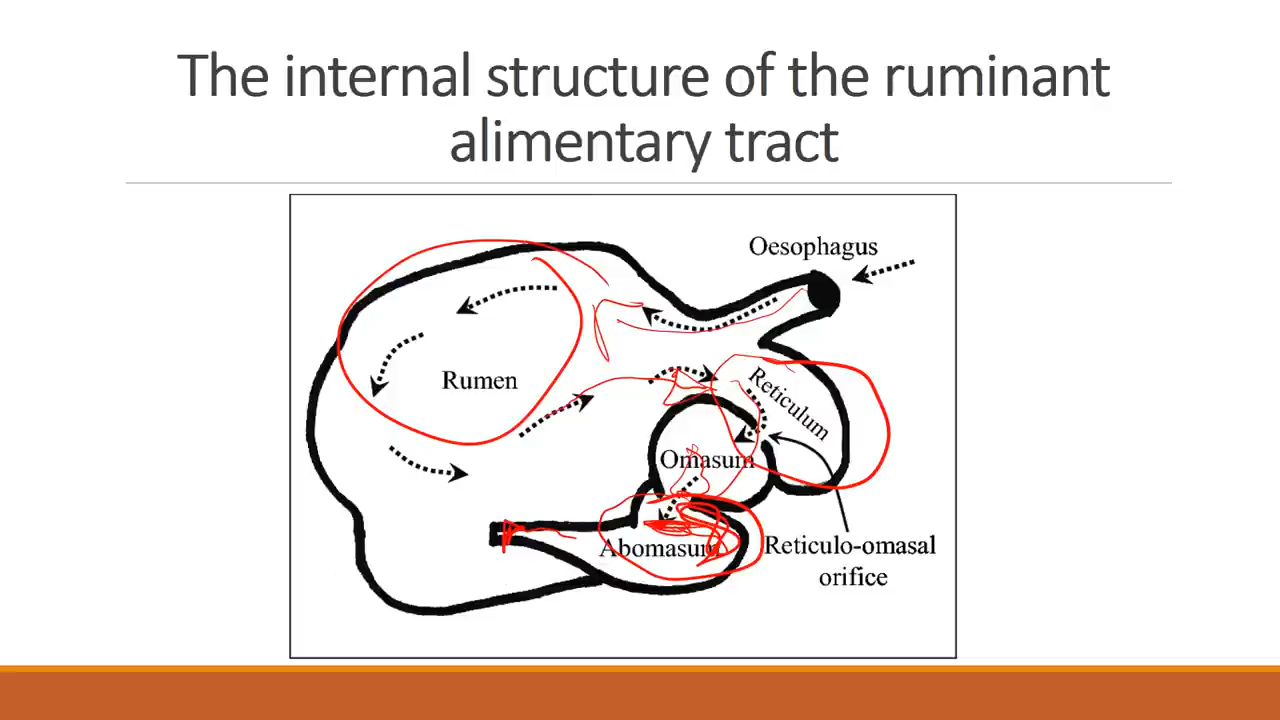 The internal structure of the ruminant
alimentary tract
Oesophagus
Rumen
Reticulum
Omasum
Abomasum
Reticulo-omasal
orifice